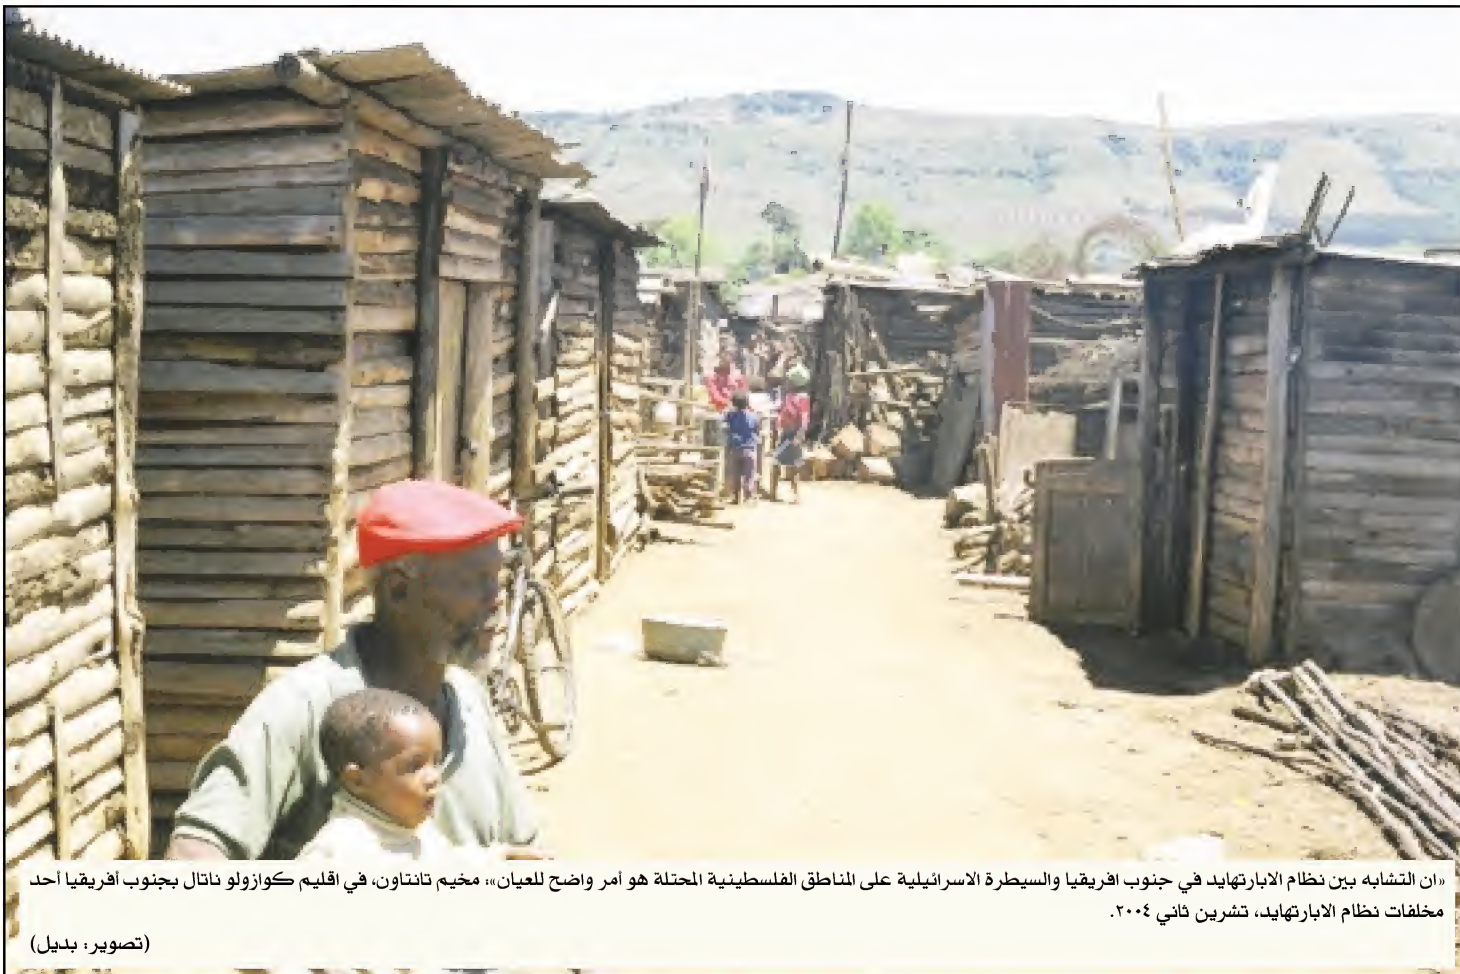 «ان التشابه بين نظام الابارتهايد في جنوب افريقيا والسيطرة الاسرائيلية على المناطق الفلسطينية المحتلة هو أمر واضح للعيان»: مخيم تانتاون، في اقليم كوازولو ناتال بجنوب أفريقيا أحد
مخلفات نظام الابارتهايد، تشرين ثاني ٢٠٠٤.
(تصوير: بديل)